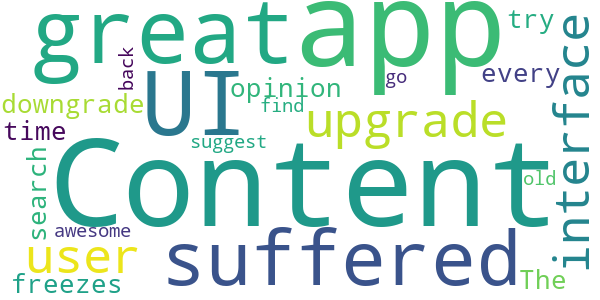 great
app
try
back
go
every
interface
downgrade
UI
opinion
find
upgrade
time
suggest
Content
search
old
awesome
user
suffered
The
freezes